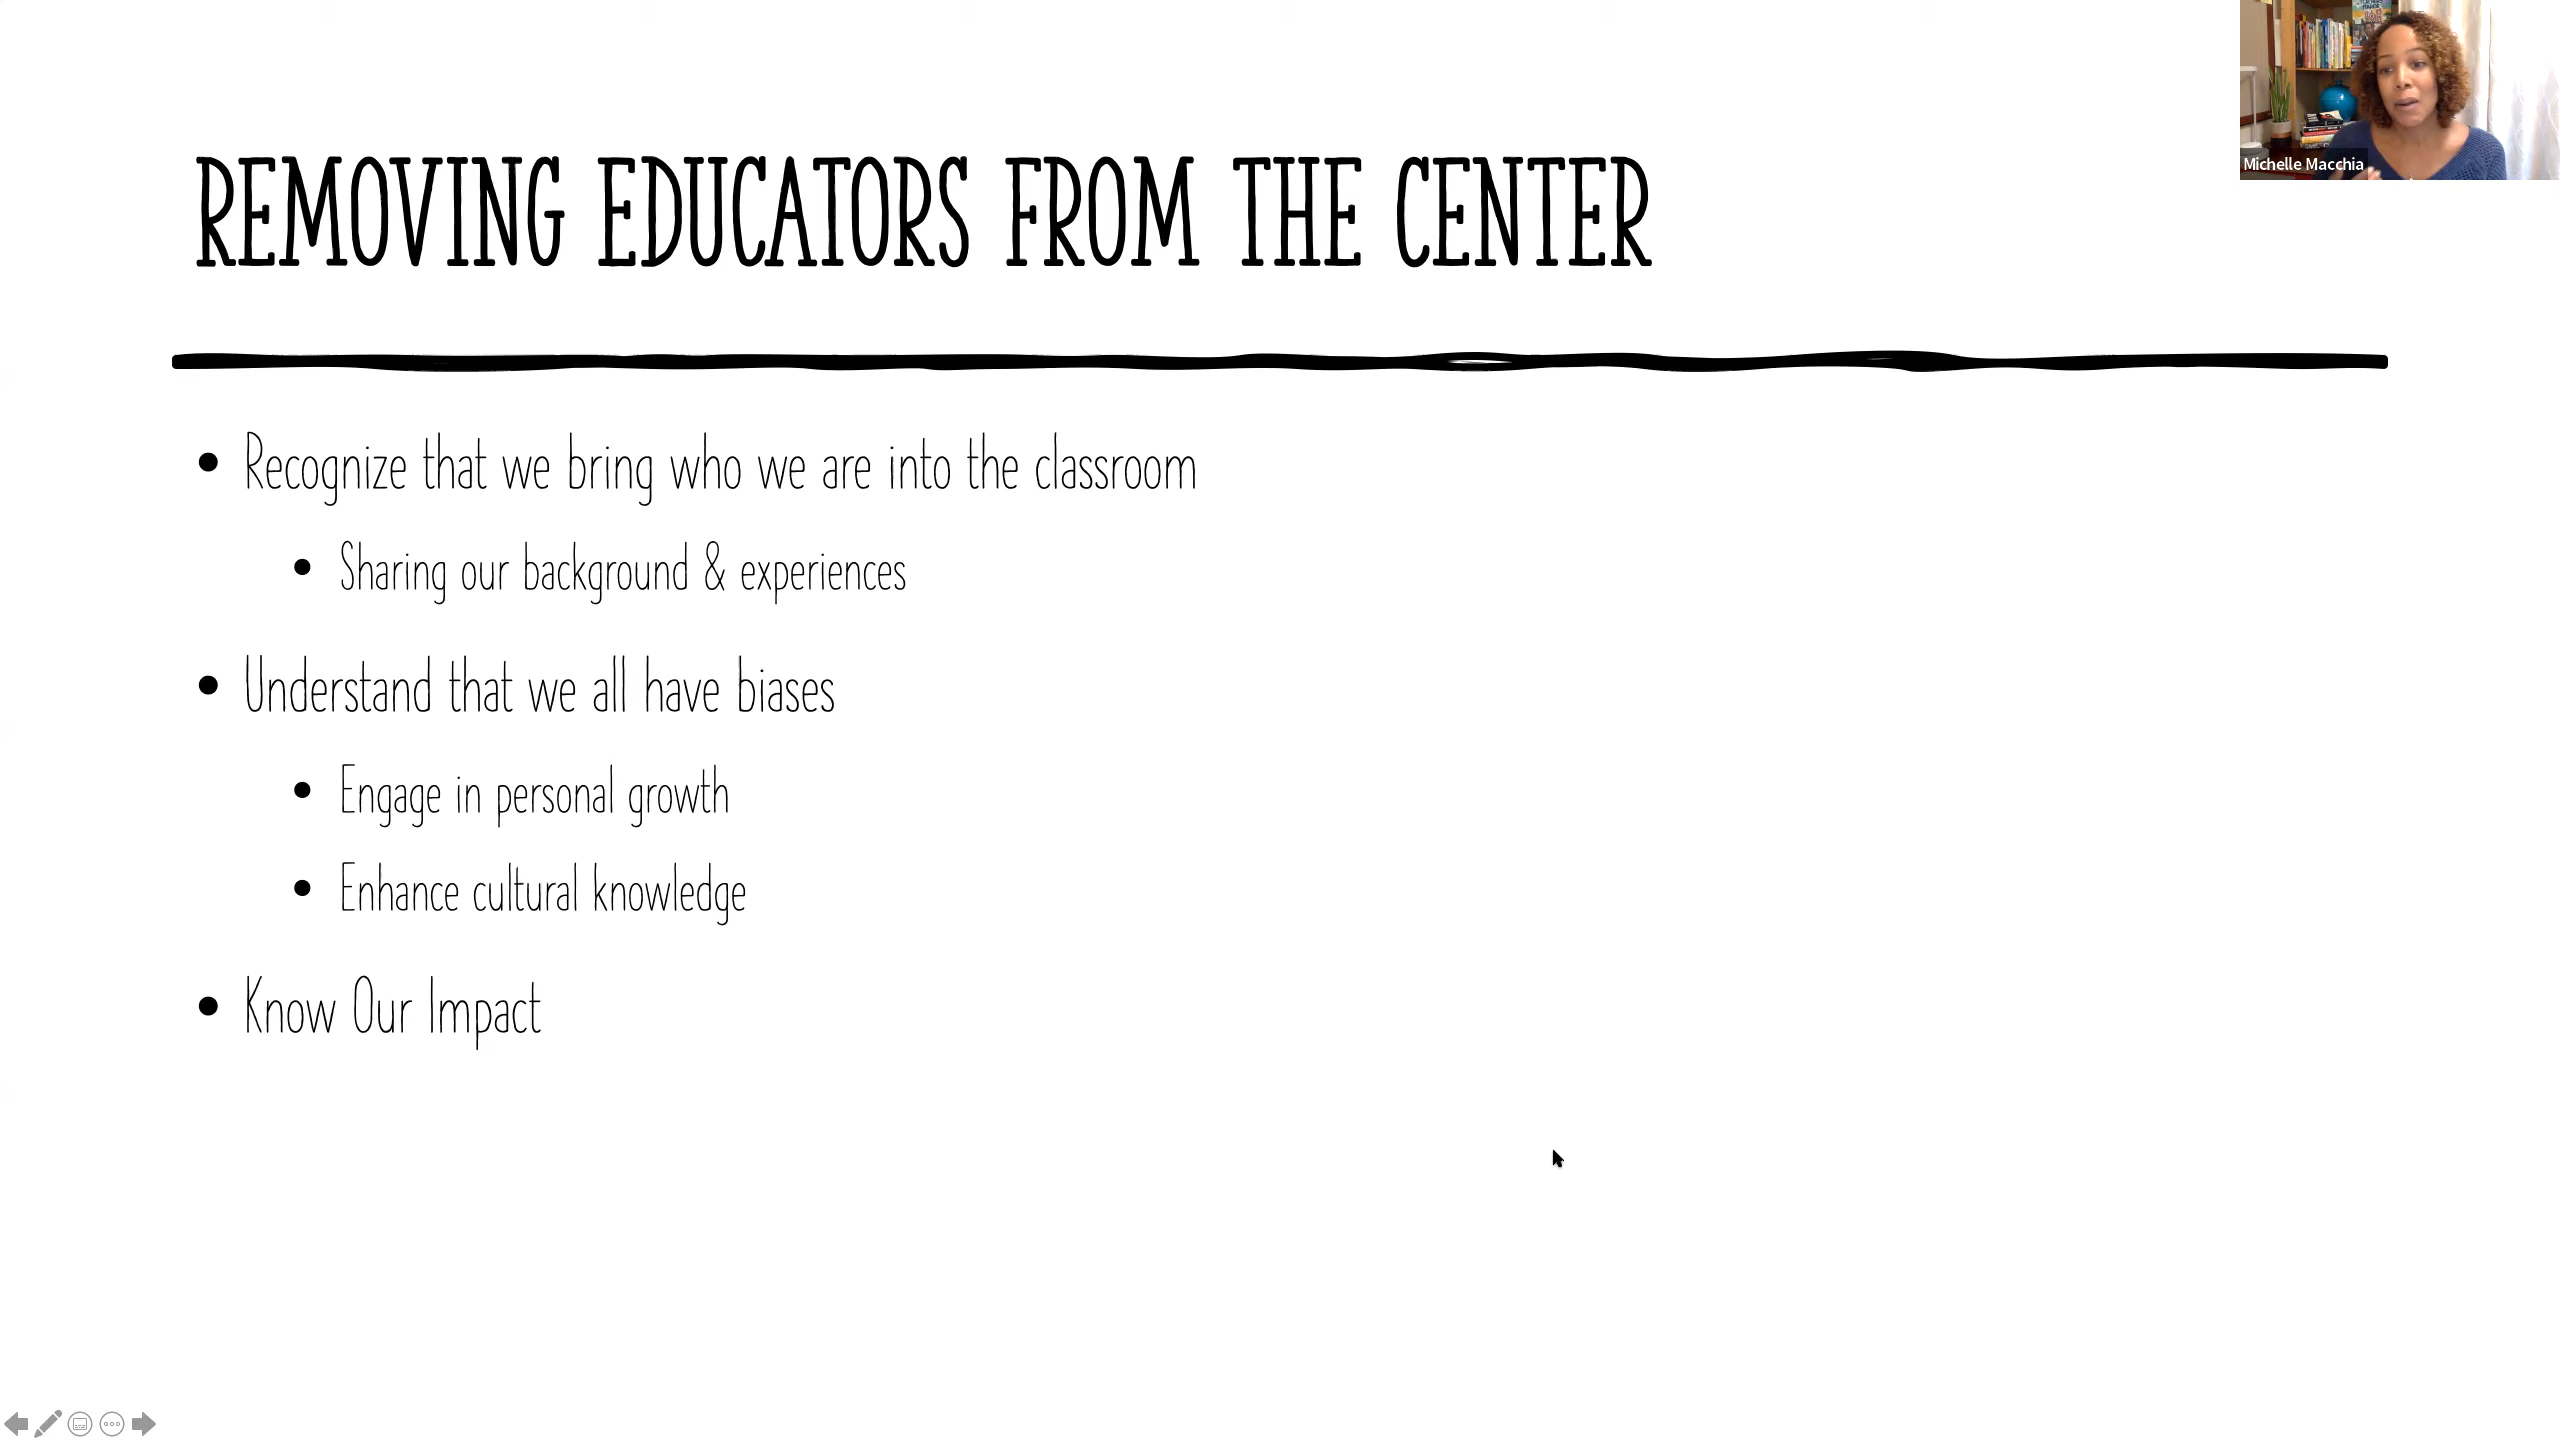 Michelle Macchia
REMOVING EDUCATORS FROM THE CENTER
• Recognize that we bring who we are into the classroom
• Sharing our background & experiences
• Understand that we all have biases
• Engage in personal growth
• Enhance cultural knowledge
• Know Our Impact